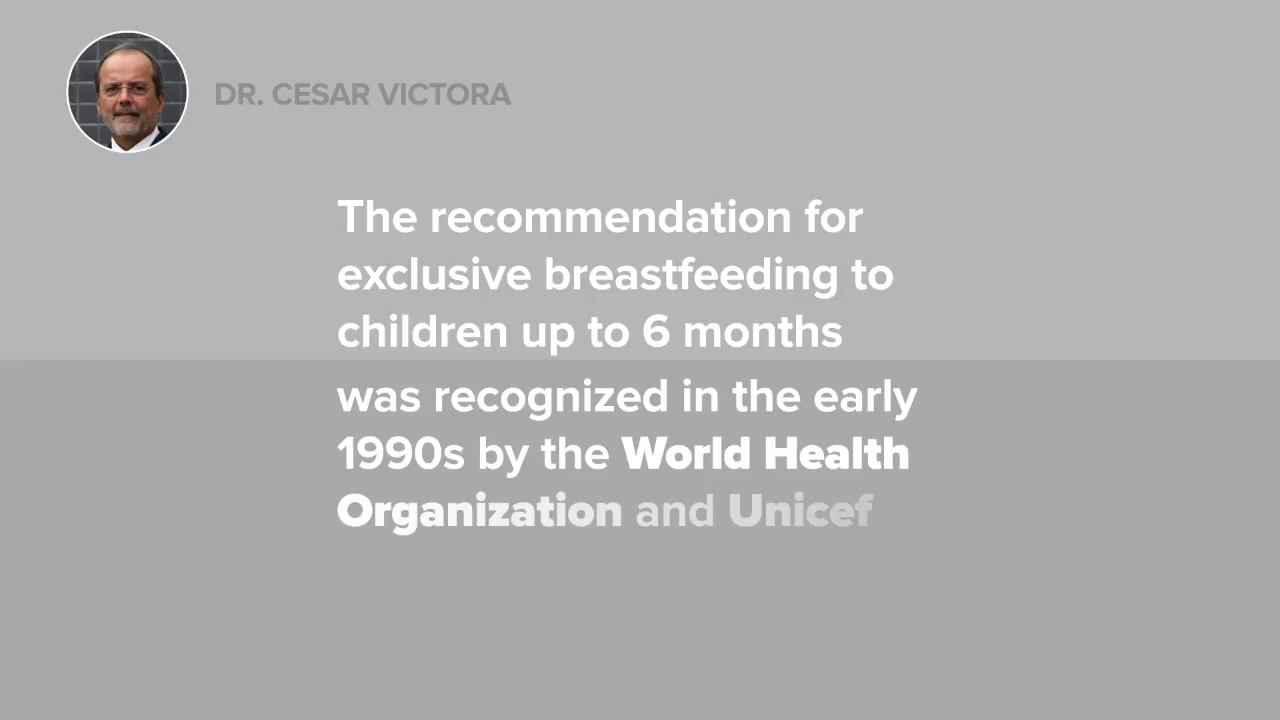 DR. CESAR VICTORA
The recommendation for
exclusive breastfeeding to
children up to 6 months
was recognized in the early
1990s by the World Health
Organization and Unicef